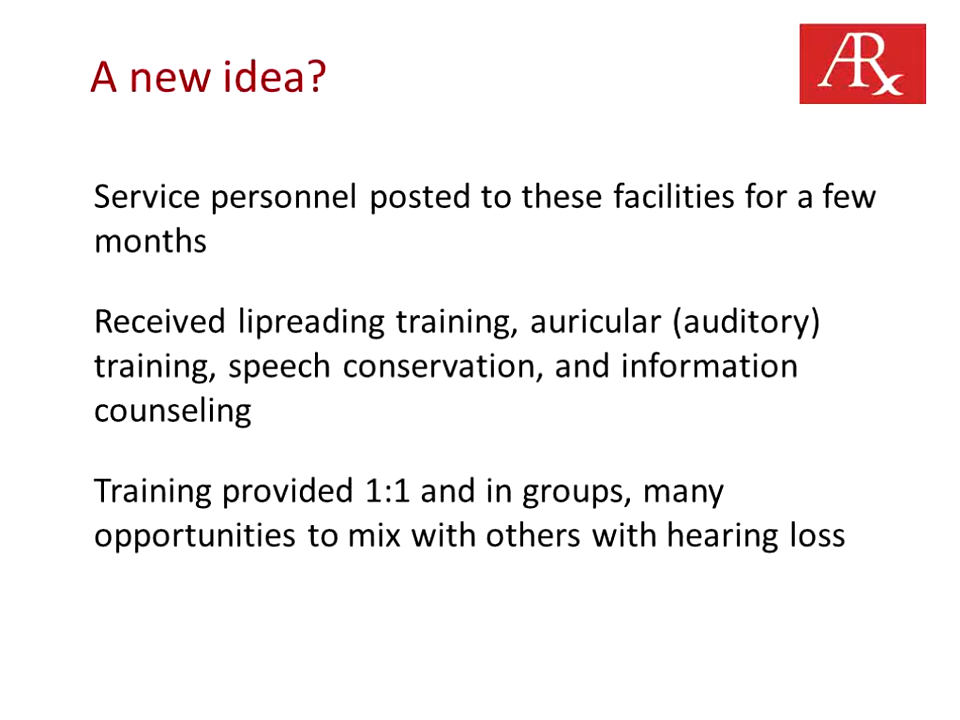 A new idea?
ARx
Service personnel posted to these facilities for a few
months
Received lipreading training, auricular (auditory)
training, speech conservation, and information
counseling
Training provided 1:1 and in groups, many
opportunities to mix with others with hearing loss